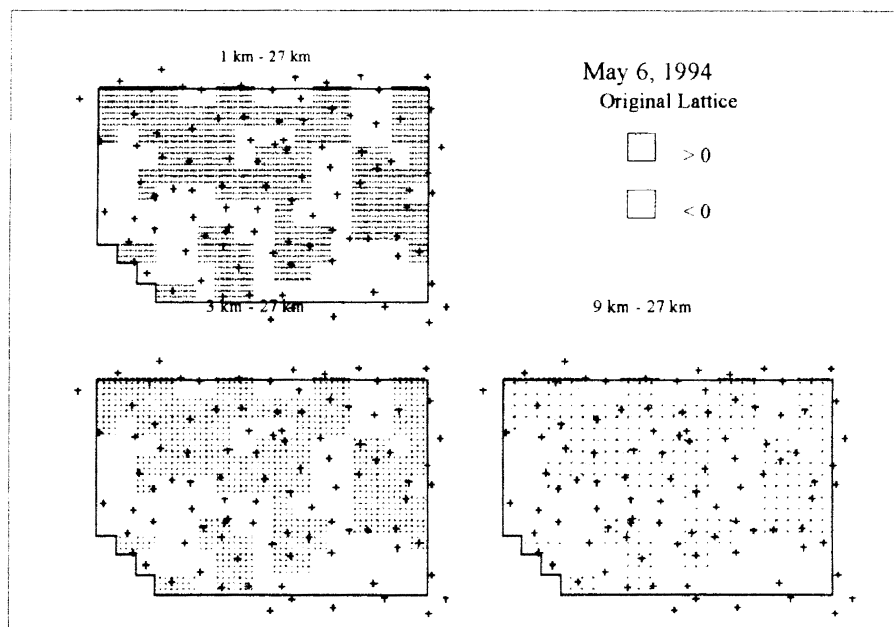 1 km - 27 km
May 6, 1994
Original Lattice
> 0
< 0
3 km - 27 km
9 km - 27 km